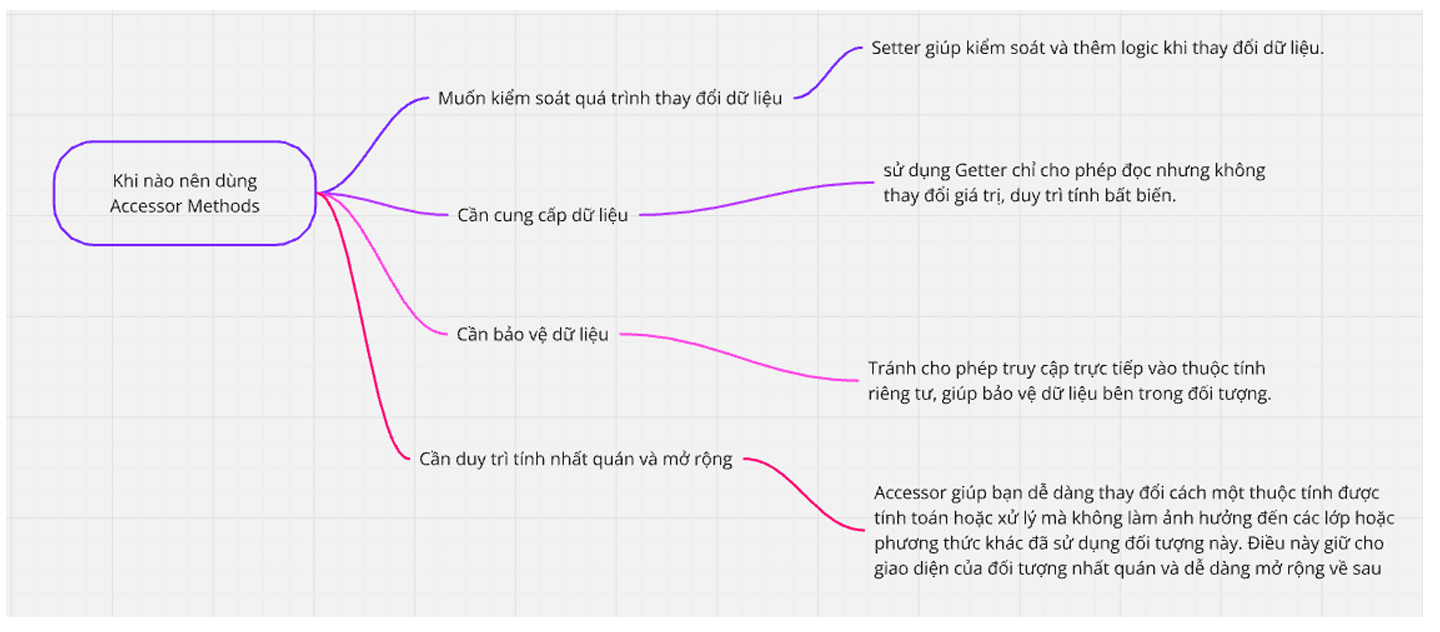 Khi nào nên dùng
Accessor Methods
Muốn kiểm soát quá trình thay đổi dữ liệu
Setter giúp kiểm soát và thêm logic khi thay đổi dữ liệu.
Cần cung cấp dữ liệu
sử dụng Getter chỉ cho phép đọc nhưng không
thay đổi giá trị, duy trì tính bất biến.
Cần bảo vệ dữ liệu
Tránh cho phép truy cập trực tiếp vào thuộc tính
riêng tư, giúp bảo vệ dữ liệu bên trong đối tượng.
Cần duy trì tính nhất quán và mở rộng
Accessor giúp bạn dễ dàng thay đổi cách một thuộc tính được
tính toán hoặc xử lý mà không làm ảnh hưởng đến các lớp hoặc
phương thức khác đã sử dụng đối tượng này. Điều này giữ cho
giao diện của đối tượng nhất quán và dễ dàng mở rộng về sau